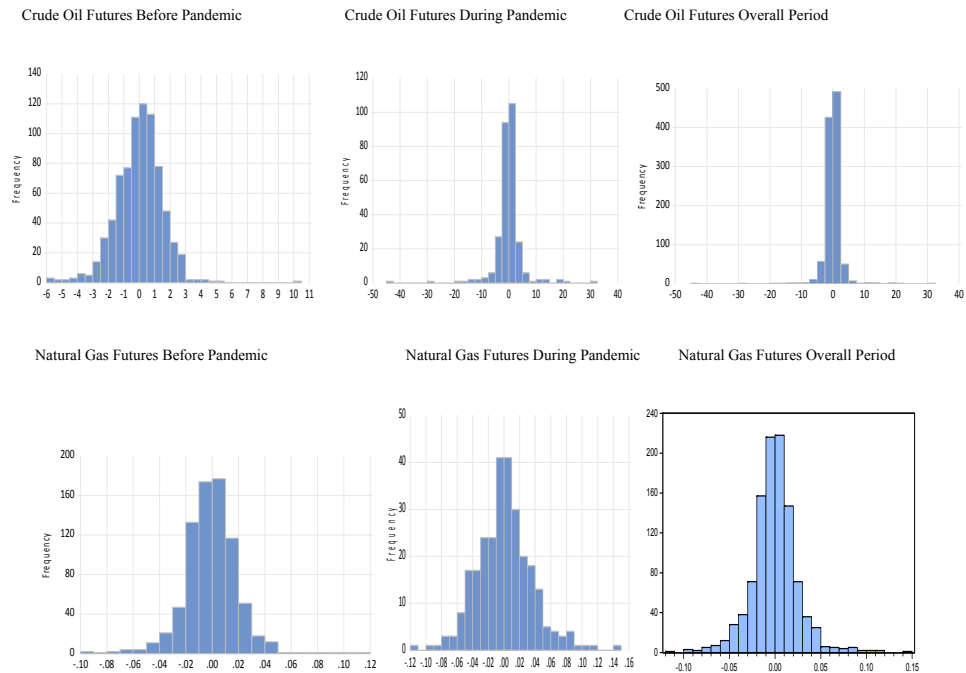 Crude Oil Futures Before Pandemic
Crude Oil Futures During Pandemic
Crude Oil Futures Overall Period
140
120
100
80
60
40
20
0
Frequency
-6 -5 -4 -3 -2 -1 0 1 2 3 4 5 6 7 8 9 10 11
120
100
80
60
40
20
0
Frequency
-50 -40 -30 -20 -10 0 10 20 30 40
500
400
300
200
100
0
Frequency
-50 -40 -30 -20 -10 0 10 20 30 40
Natural Gas Futures Before Pandemic
Natural Gas Futures During Pandemic
Natural Gas Futures Overall Period
200
160
120
80
40
0
Frequency
-.10 -.08 -.06 -.04 -.02 .00 .02 .04 .06 .08 .10 .12
50
40
30
20
10
0
Frequency
-.12 -.10 -.08 -.06 -.04 -.02 .00 .02 .04 .06 .08 .10 .12 .14 .16
240
200
160
120
80
40
0
-0.10 -0.05 0.00 0.05 0.10 0.15